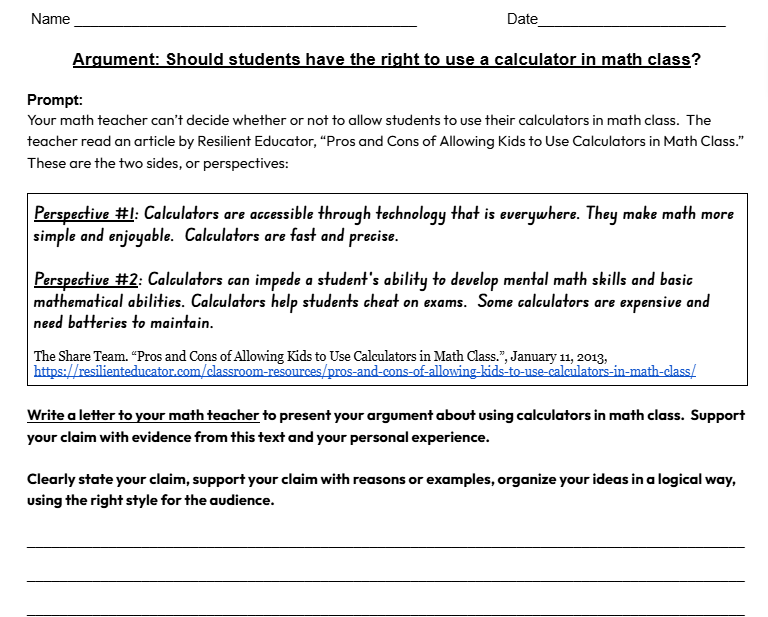 Name ___________________________________________ Date________________________
Argument: Should students have the right to use a calculator in math class?
Prompt:
Your math teacher can't decide whether or not to allow students to use their calculators in math class. The
teacher read an article by Resilient Educator, “Pros and Cons of Allowing Kids to Use Calculators in Math Class.”
These are the two sides, or perspectives:
Perspective #1: Calculators are accessible through technology that is everywhere. They make math more
simple and enjoyable. Calculators are fast and precise.
Perspective #2: Calculators can impede a student's ability to develop mental math skills and basic
mathematical abilities. Calculators help students cheat on exams. Some calculators are expensive and
need batteries to maintain.
The Share Team. “Pros and Cons of Allowing Kids to Use Calculators in Math Class.”, January 11, 2013,
https://resilienteducator.com/classroom-resources/pros-and-cons-of-allowing-kids-to-use-calculators-in-math-class/
Write a letter to your math teacher to present your argument about using calculators in math class. Support
your claim with evidence from this text and your personal experience.
Clearly state your claim, support your claim with reasons or examples, organize your ideas in a logical way,
using the right style for the audience.